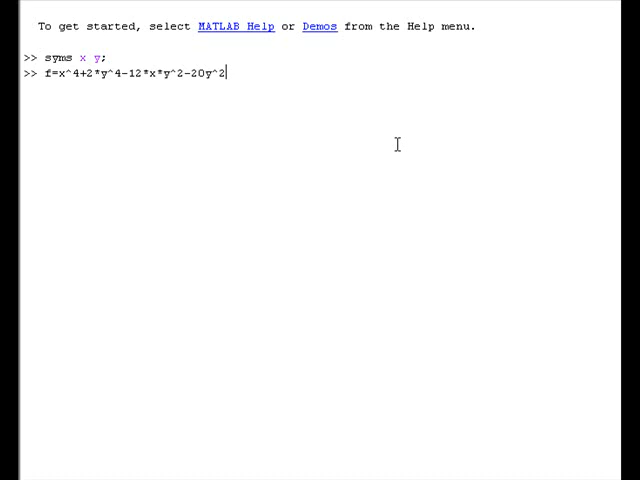 To get started, select MATLAB Help or Demos from the Help menu.
>> syms x y;
>> f=x^4+2*y^4-12*x*y^2-20y^2